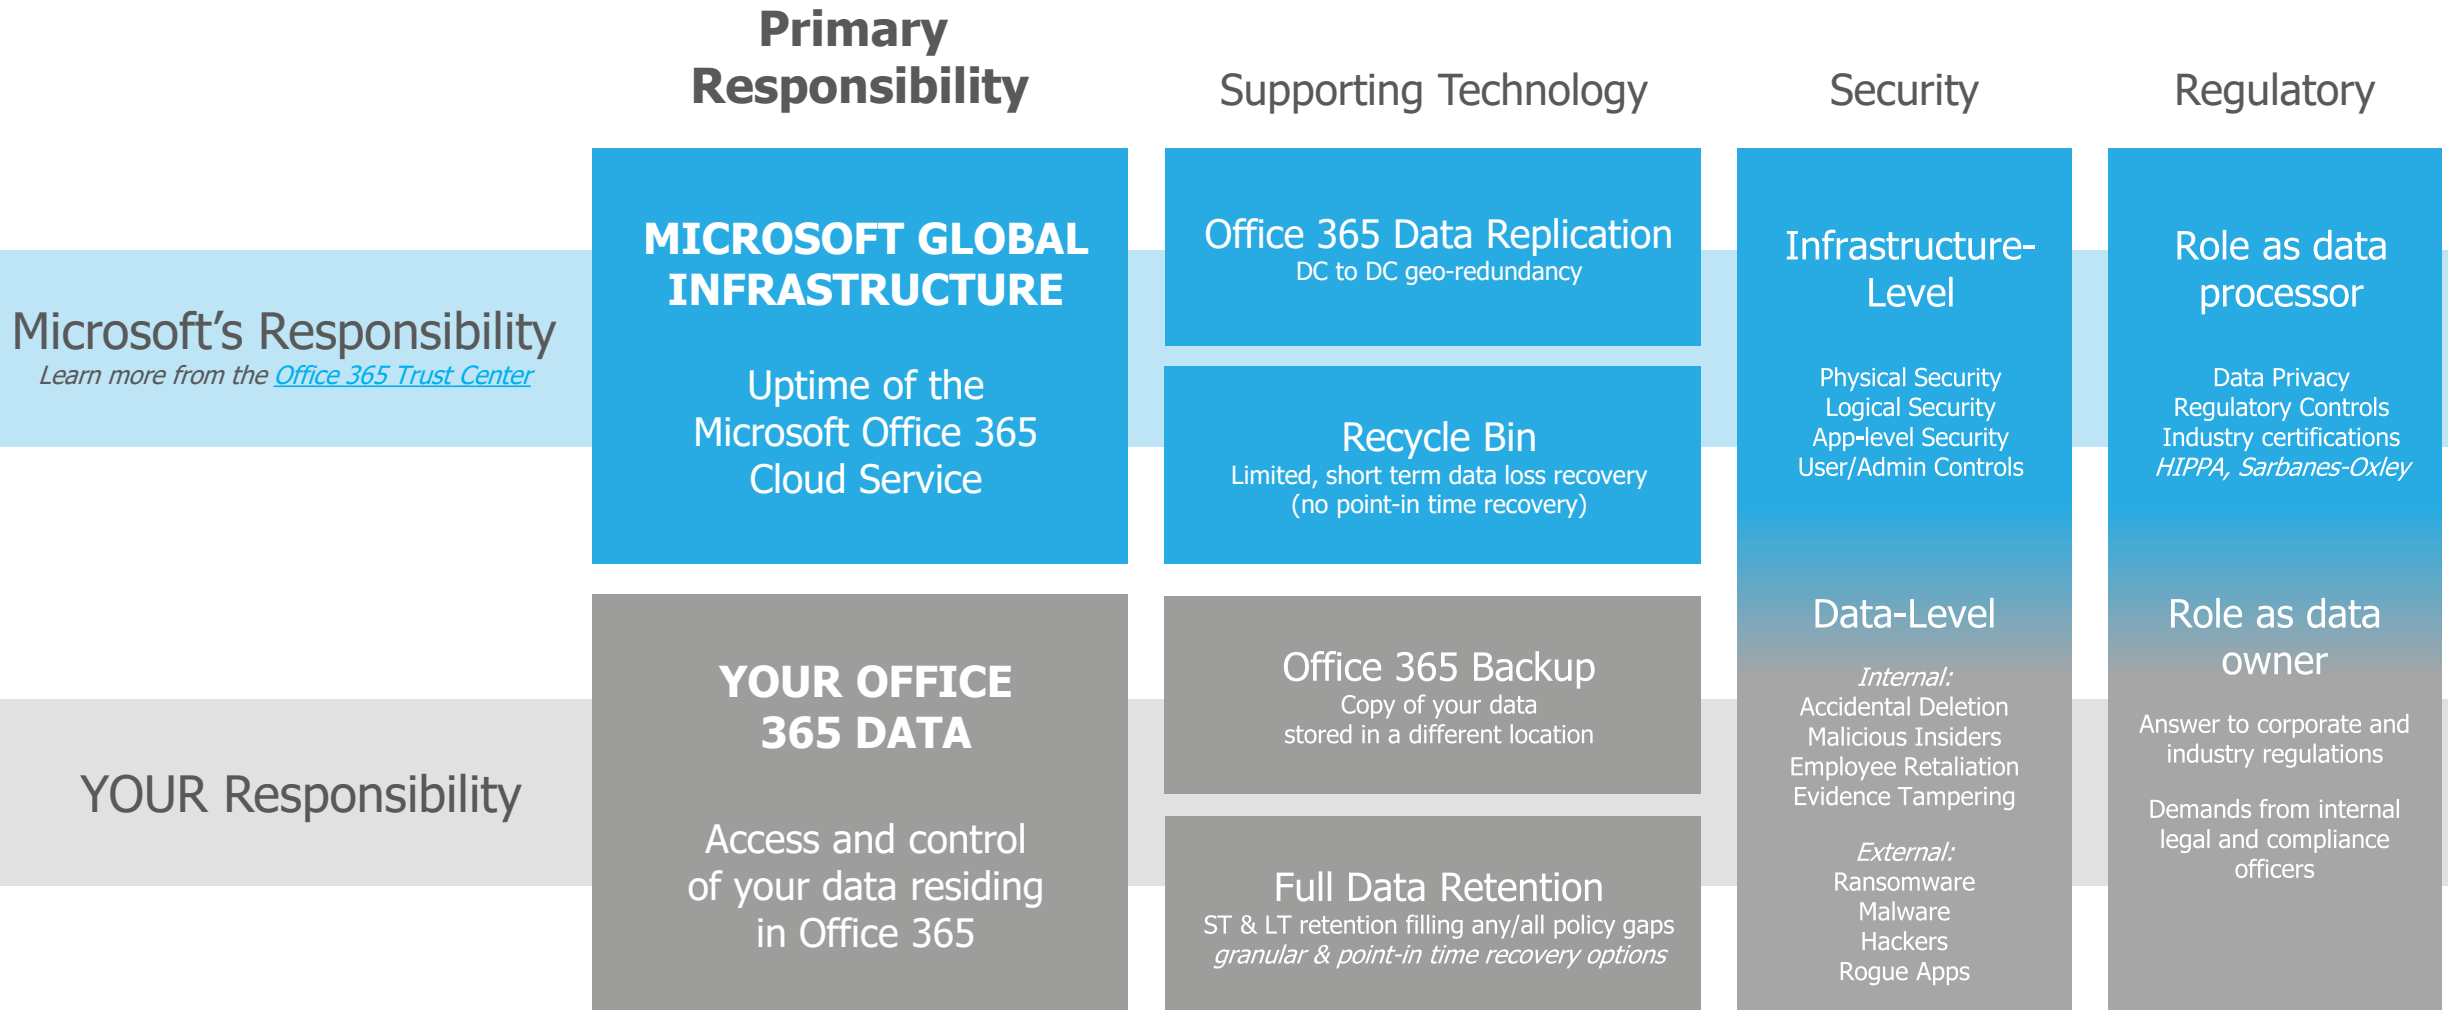 Primary
Responsibility
Supporting Technology
Security
Regulatory
Microsoft’s Responsibility
Learn more from the Office 365 Trust Center
MICROSOFT GLOBAL
INFRASTRUCTURE
Uptime of the
Microsoft Office 365
Cloud Service
Office 365 Data Replication
DC to DC geo-redundancy
Recycle Bin
Limited, short term data loss recovery
(no point-in time recovery)
Infrastructure-
Level
Physical Security
Logical Security
App-level Security
User/Admin Controls
Role as data
processor
Data Privacy
Regulatory Controls
Industry certifications
HIPPA, Sarbanes-Oxley
YOUR Responsibility
YOUR OFFICE
365 DATA
Access and control
of your data residing
in Office 365
Office 365 Backup
Copy of your data
stored in a different location
Full Data Retention
ST & LT retention filling any/all policy gaps
granular & point-in time recovery options
Data-Level
Internal:
Accidental Deletion
Malicious Insiders
Employee Retaliation
Evidence Tampering
External:
Ransomware
Malware
Hackers
Rogue Apps
Role as data
owner
Answer to corporate and
industry regulations
Demands from internal
legal and compliance
officers